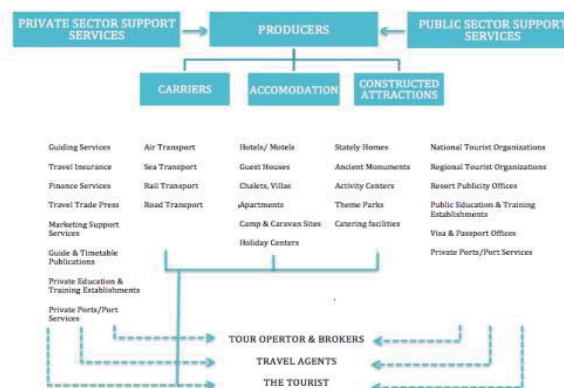 PRIVATE SECTOR SUPPORT
SERVICES
PRODUCERS
PUBLIC SECTOR SUPPORT
SERVICES
CARRIERS
ACCOMODATION
CONSTRUCTED
ATTRACTIONS
Guiding Services
Travel Insurance
Finance Services
Travel Trade Press
Marketing Support
Services
Guide & Timetable
Publications
Private Education &
Training Establishments
Private Ports/Port
Services
Air Transport
Sea Transport
Rail Transport
Road Transport
Hotels/ Motels
Guest Houses
Chalets, Villas
Apartments
Camp & Caravan Sites
Holiday Centers
Stately Homes
Ancient Monuments
Activity Centers
Theme Parks
Catering facilities
National Tourist Organizations
Regional Tourist Organizations
Resort Publicity Offices
Public Education & Training
Establishments
Visa & Passport Offices
Private Ports/Port Services
TOUR OPERTOR & BROKERS
TRAVEL AGENTS
THE TOURIST